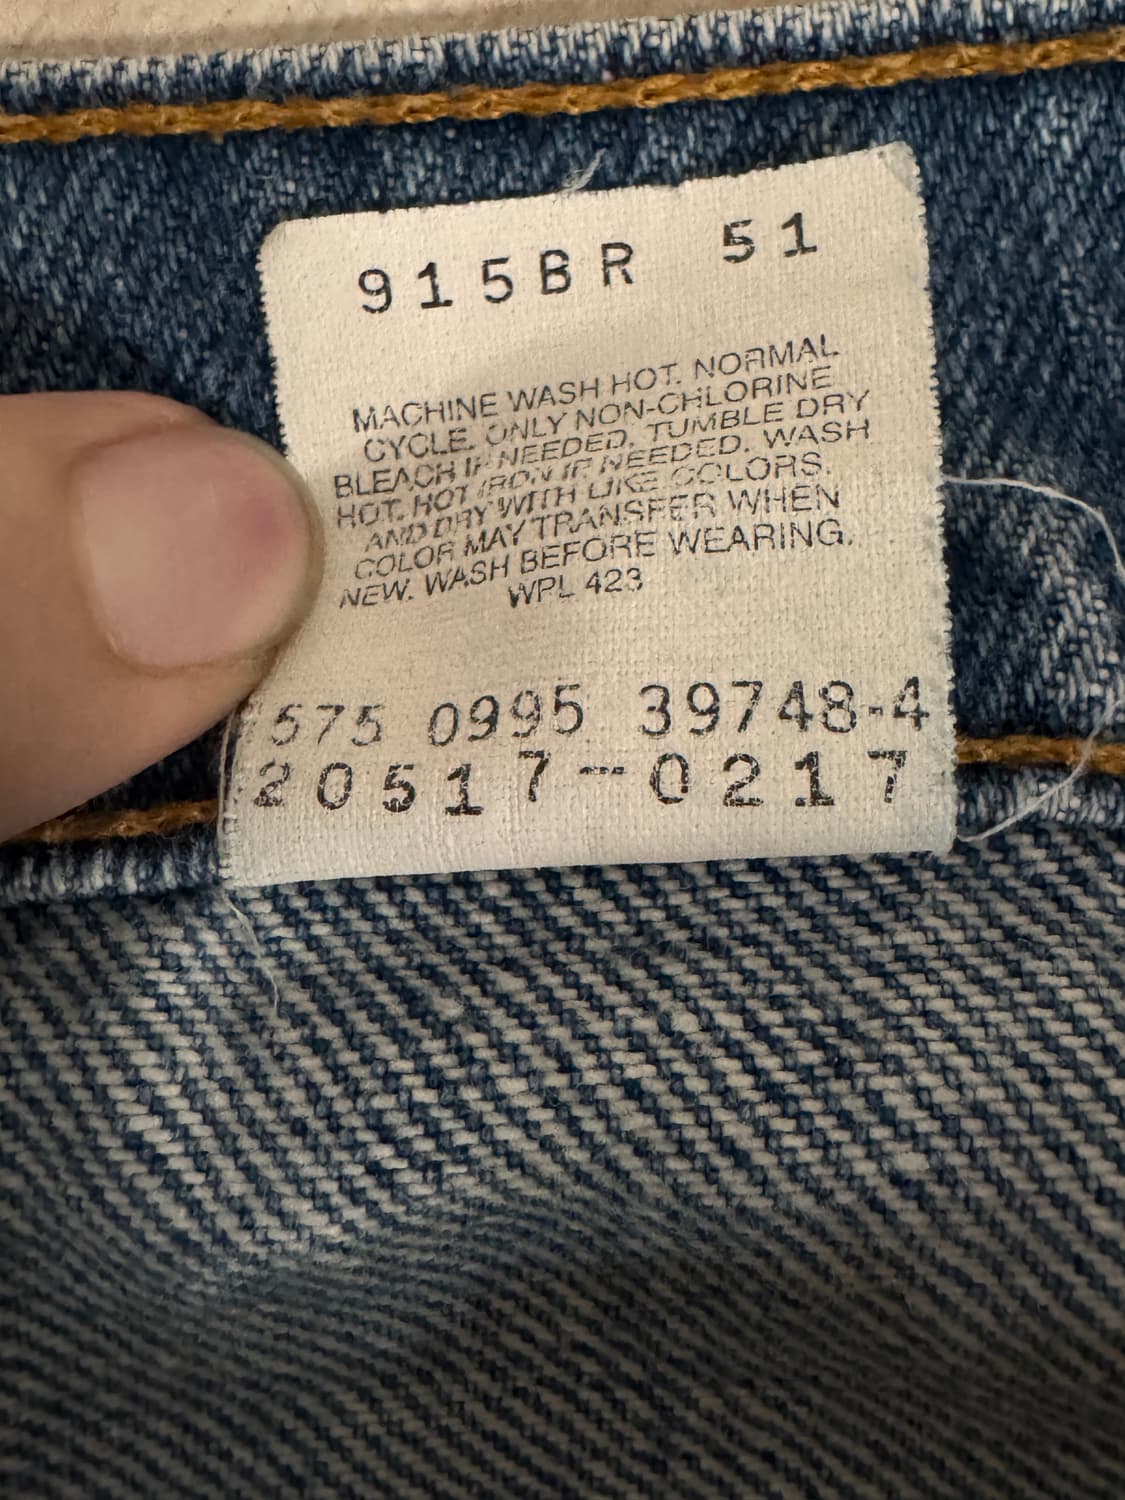 915BR 51
MACHINE WASH HOT. NORMAL
CYCLE. ONLY NON-CHLORINE
BLEACH IF NEEDED. TUMBLE DRY
HOT. HOT IRON IF NEEDED. WASH
AND DRY WITH LIKE COLORS.
COLOR MAY TRANSFER WHEN
NEW. WASH BEFORE WEARING.
WPL 423
575 0995 39748-4
20517--0217